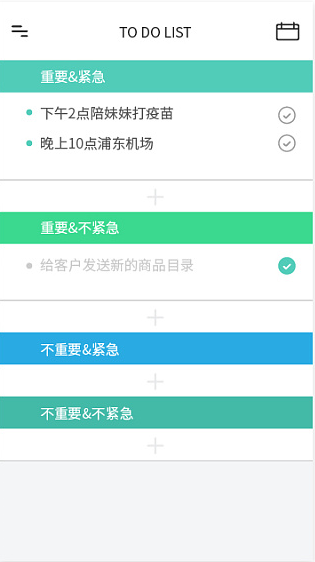 TO DO LIST
重要&紧急
下午2点陪妹妹打疫苗
晚上10点浦东机场
重要&不紧急
给客户发送新的商品目录
不重要&紧急
不重要&不紧急